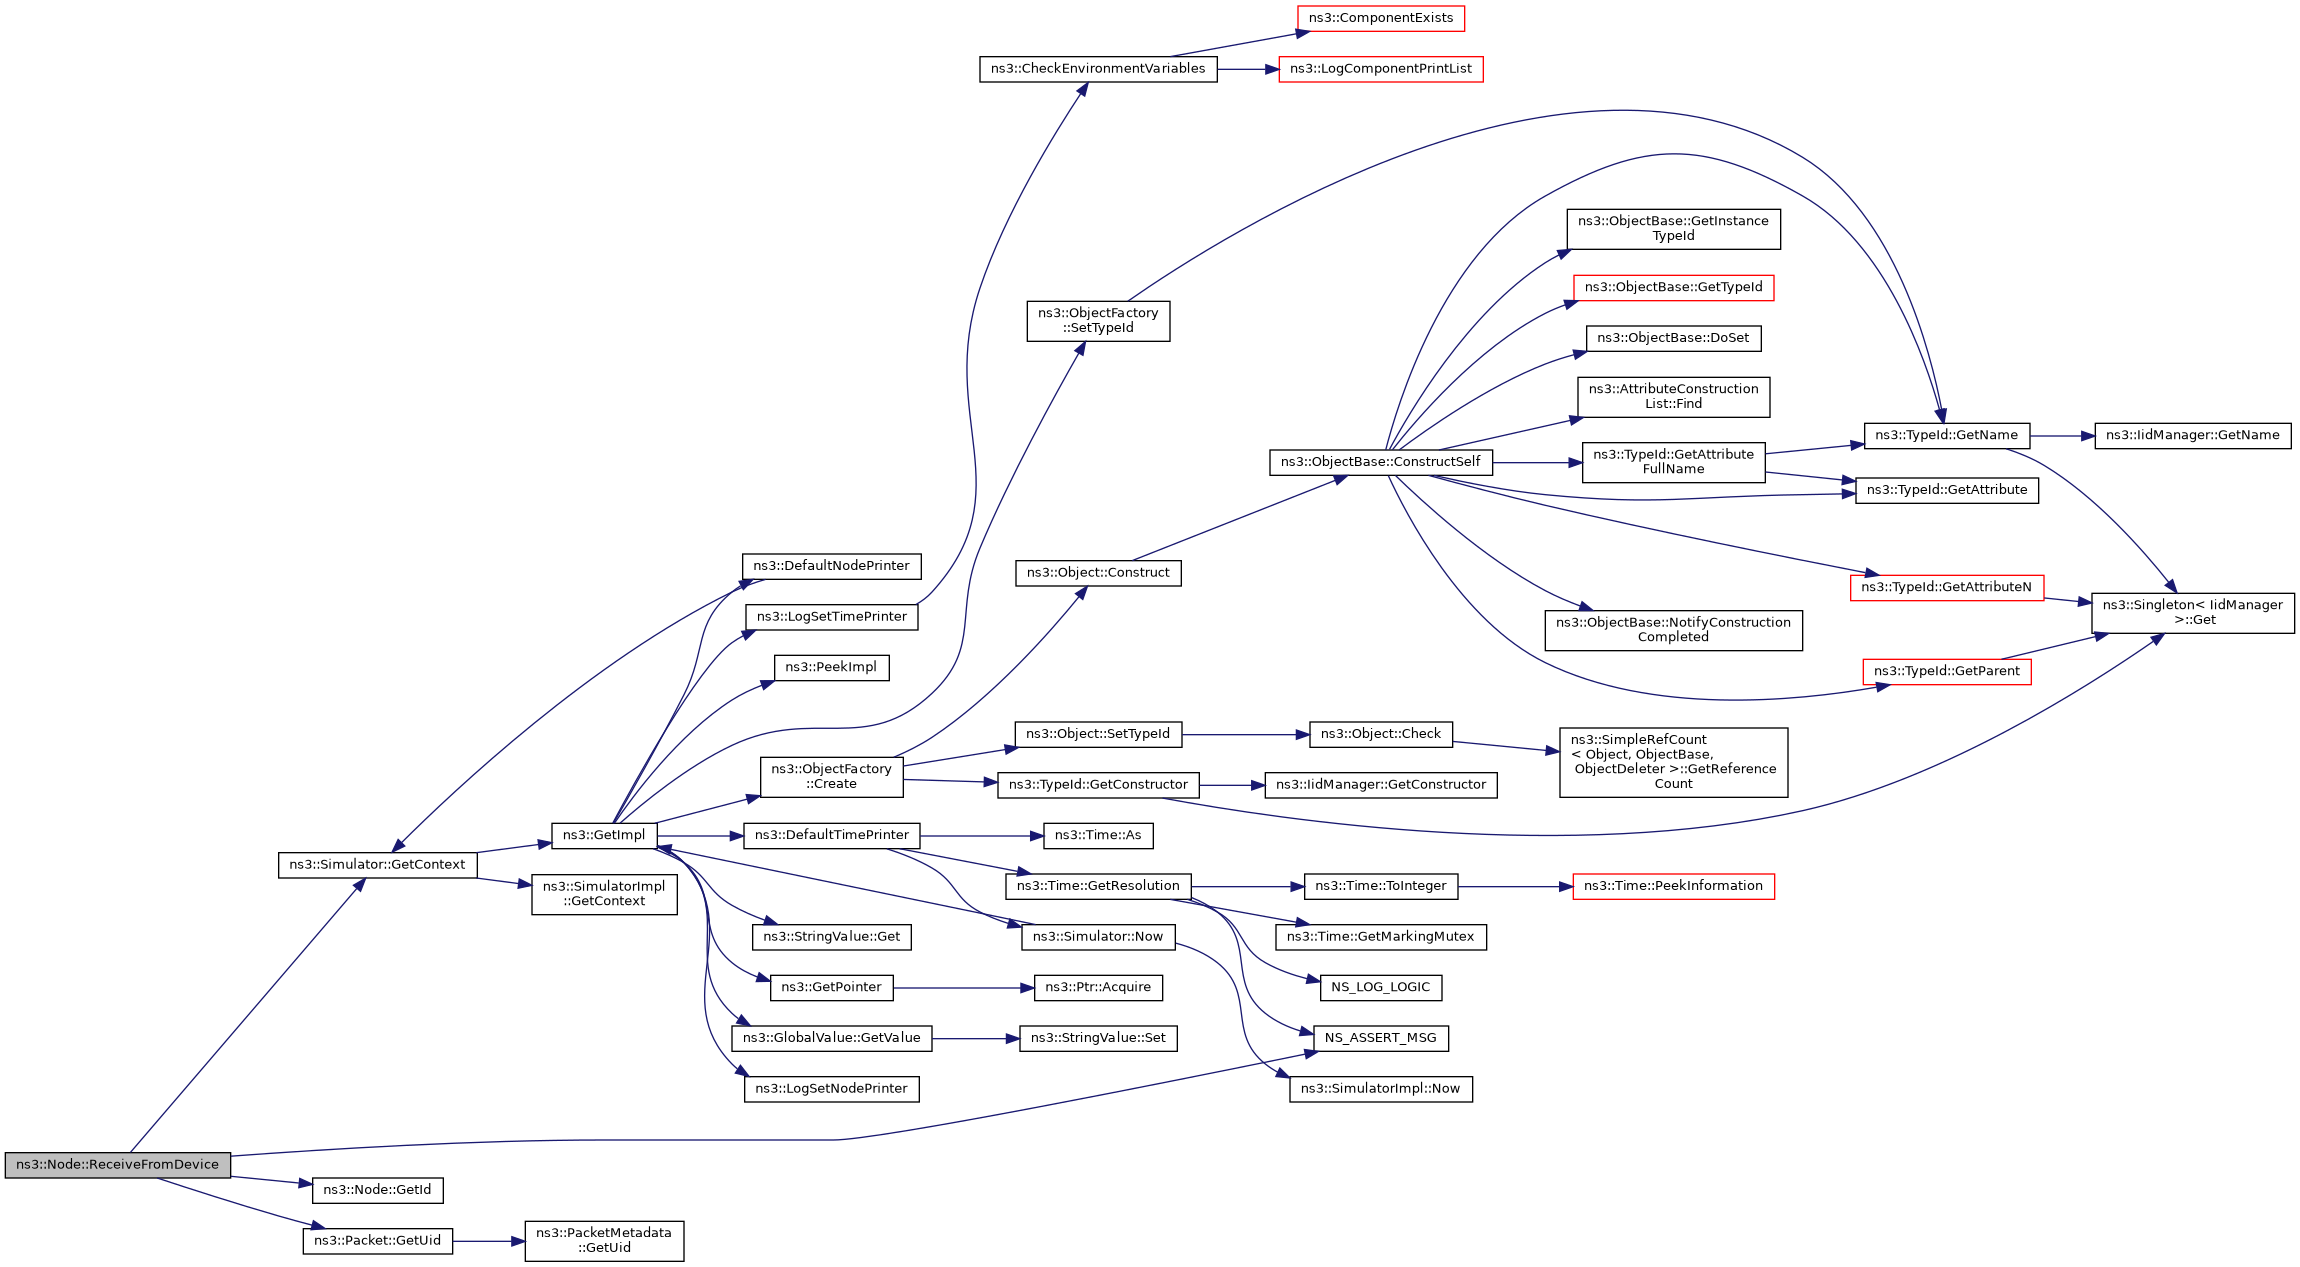 ns3::ComponentExists
ns3::CheckEnvironmentVariables
ns3::LogComponentPrintList
ns3::ObjectBase::GetInstance
TypeId
ns3::ObjectBase::GetTypeId
ns3::ObjectFactory
::SetTypeId
ns3::ObjectBase::DoSet
ns3::AttributeConstruction
List::Find
ns3::TypeId::GetName
ns3::IidManager::GetName
ns3::ObjectBase::ConstructSelf
ns3::TypeId::GetAttribute
FullName
ns3::TypeId::GetAttribute
ns3::DefaultNodePrinter
ns3::Object::Construct
ns3::TypeId::GetAttributeN
ns3::Singleton< IidManager
>::Get
ns3::LogSetTimePrinter
ns3::ObjectBase::NotifyConstruction
Completed
ns3::PeekImpl
ns3::TypeId::GetParent
ns3::Object::SetTypeId
ns3::Object::Check
ns3::SimpleRefCount
< Object, ObjectBase,
ObjectDeleter >::GetReference
Count
ns3::ObjectFactory
::Create
ns3::TypeId::GetConstructor
ns3::IidManager::GetConstructor
ns3::GetImpl
ns3::DefaultTimePrinter
ns3::Time::As
ns3::Simulator::GetContext
ns3::SimulatorImpl
::GetContext
ns3::Time::GetResolution
ns3::Time::ToInteger
ns3::Time::PeekInformation
ns3::StringValue::Get
ns3::Simulator::Now
ns3::Time::GetMarkingMutex
ns3::GetPointer
ns3::Ptr::Acquire
NS_LOG_LOGIC
ns3::GlobalValue::GetValue
ns3::StringValue::Set
NS_ASSERT_MSG
ns3::LogSetNodePrinter
ns3::SimulatorImpl::Now
ns3::Node::ReceiveFromDevice
ns3::Node::GetId
ns3::Packet::GetUid
ns3::PacketMetadata
::GetUid